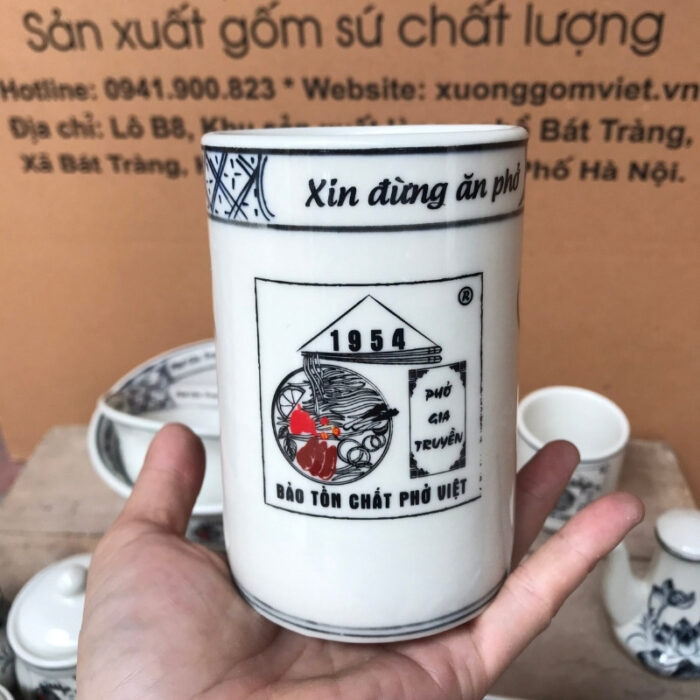 Sản xuất gốm sứ chất lượng
Hotline: 0941.900.823 * Website: xuonggomviet.vn
Địa chỉ: Lô B8, Khu sản xuất Bát Tràng,
Xã Bát Tràng, Phố Hà Nội.
Xin đừng ăn phở
®
1954
PHỞ
GIA
TRUYỀN
BẢO TỒN CHẤT PHỞ VIỆT